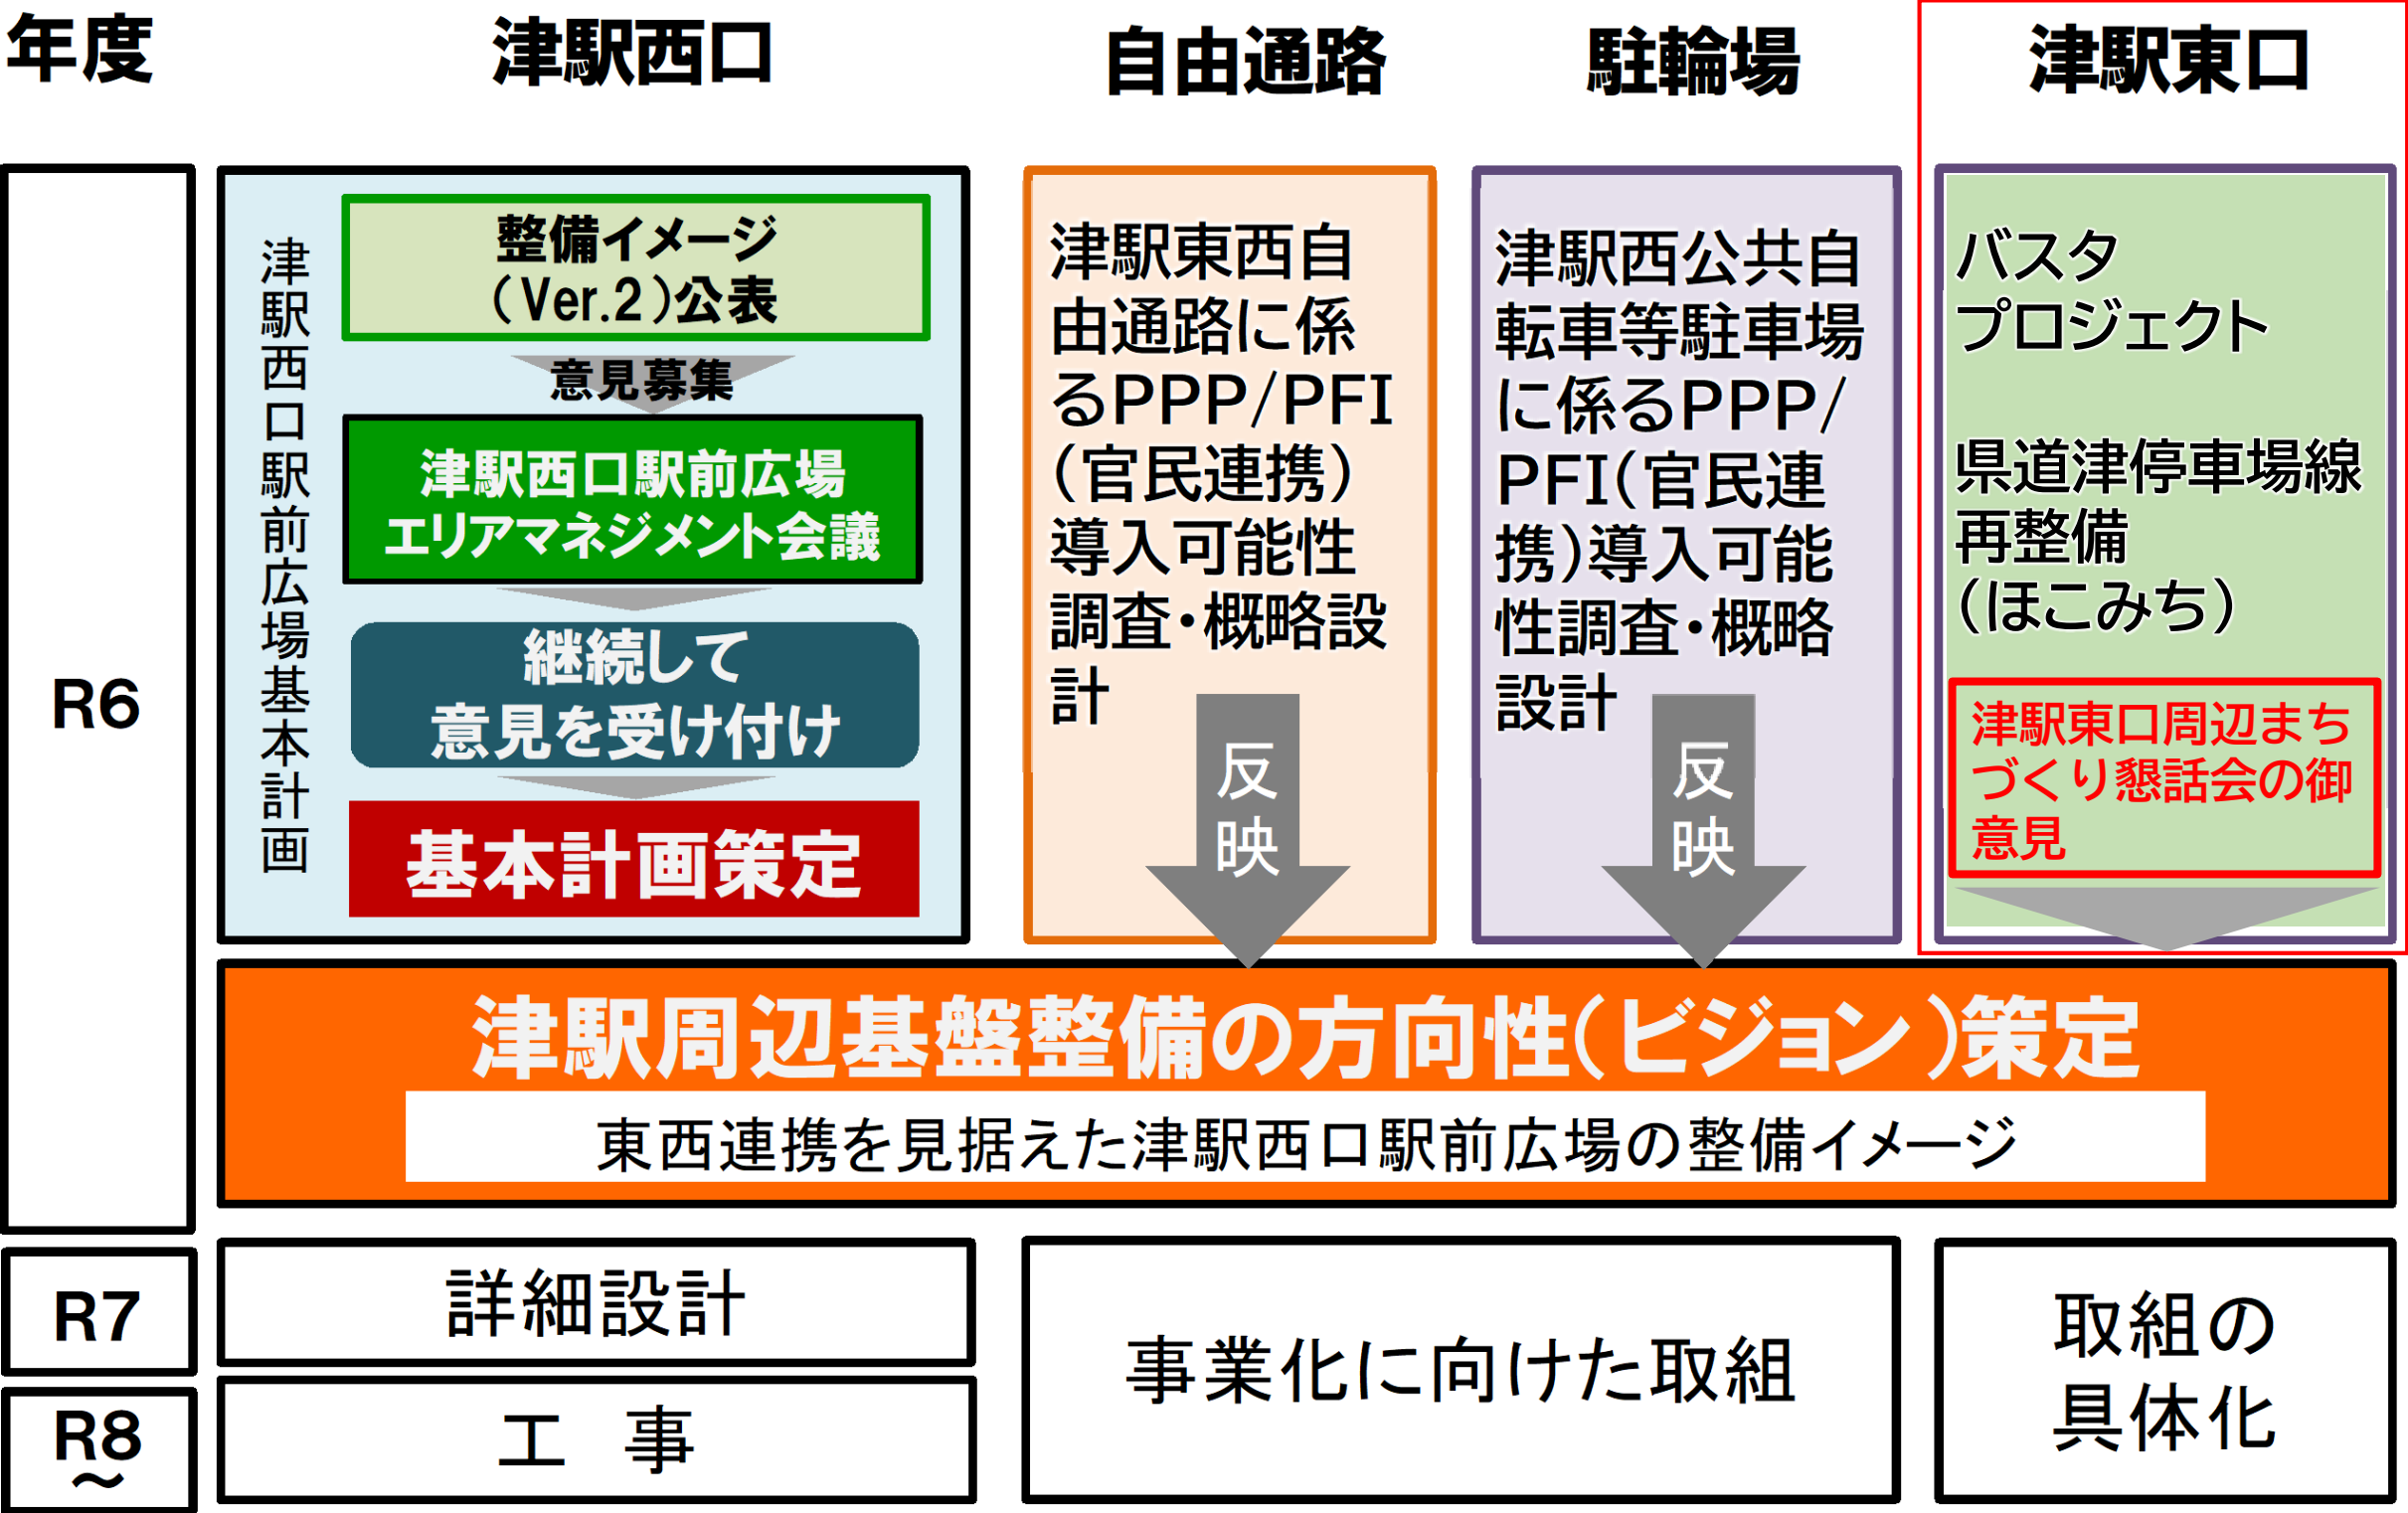 年度
津駅西口
自由通路
駐輪場
津駅東口
R6
津駅西口駅前広場基本計画
整備イメージ
（Ver.2）公表
意見募集
津駅西口駅前広場
エリアマネジメント会議
継続して
意見を受け付け
基本計画策定
津駅東西自
由通路に係
るPPP/PFI
（官民連携）
導入可能性
調査・概略設
計
反映
津駅西公共自
転車等駐車場
に係るPPP/
PFI（官民連
携）導入可能
性調査・概略
設計
反映
バスタ
プロジェクト
県道津停車場線
再整備
（ほこみち）
津駅東口周辺まち
づくり懇話会の御
意見
津駅周辺基盤整備の方向性（ビジョン）策定
東西連携を見据えた津駅西口駅前広場の整備イメージ
R7
詳細設計
事業化に向けた取組
取組の
具体化
R8
～
工　事